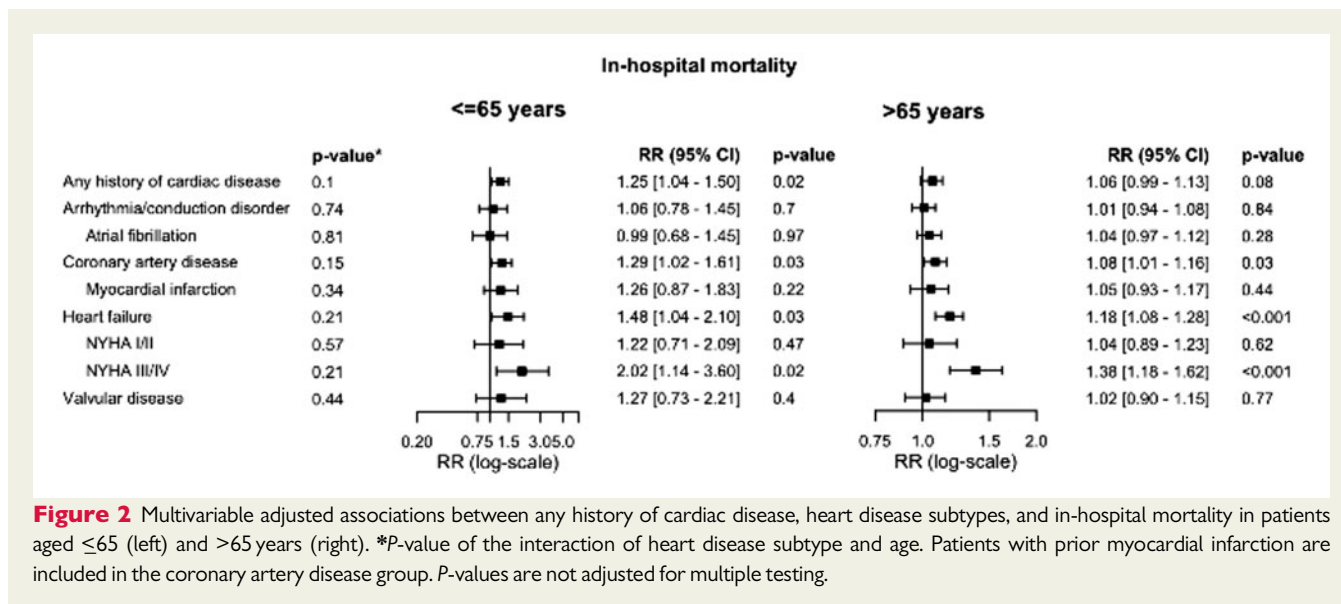 In-hospital mortality
<=65 years >65 years
p-value* RR (95% CI) p-value RR (95% CI) p-value
Any history of cardiac disease 0.1 1.25 [1.04 - 1.50] 0.02 1.06 [0.99 - 1.13] 0.08
Arrhythmia/conduction disorder 0.74 1.06 [0.78 - 1.45] 0.7 1.01 [0.94 - 1.08] 0.84
Atrial fibrillation 0.81 0.99 [0.68 - 1.45] 0.97 1.04 [0.97 - 1.12] 0.28
Coronary artery disease 0.15 1.29 [1.02 - 1.61] 0.03 1.08 [1.01 - 1.16] 0.03
Myocardial infarction 0.34 1.26 [0.87 - 1.83] 0.22 1.05 [0.93 - 1.17] 0.44
Heart failure 0.21 1.48 [1.04 - 2.10] 0.03 1.18 [1.08 - 1.28] <0.001
NYHA I/II 0.57 1.22 [0.71 - 2.09] 0.47 1.04 [0.89 - 1.23] 0.62
NYHA III/IV 0.21 2.02 [1.14 - 3.60] 0.02 1.38 [1.18 - 1.62] <0.001
Valvular disease 0.44 1.27 [0.73 - 2.21] 0.4 1.02 [0.90 - 1.15] 0.77
0.20 0.75 1.5 3.05.0 0.75 1.0 1.5 2.0
RR (log-scale) RR (log-scale)
Figure 2 Multivariable adjusted associations between any history of cardiac disease, heart disease subtypes, and in-hospital mortality in patients
aged ≤65 (left) and >65 years (right). *P-value of the interaction of heart disease subtype and age. Patients with prior myocardial infarction are
included in the coronary artery disease group. P-values are not adjusted for multiple testing.